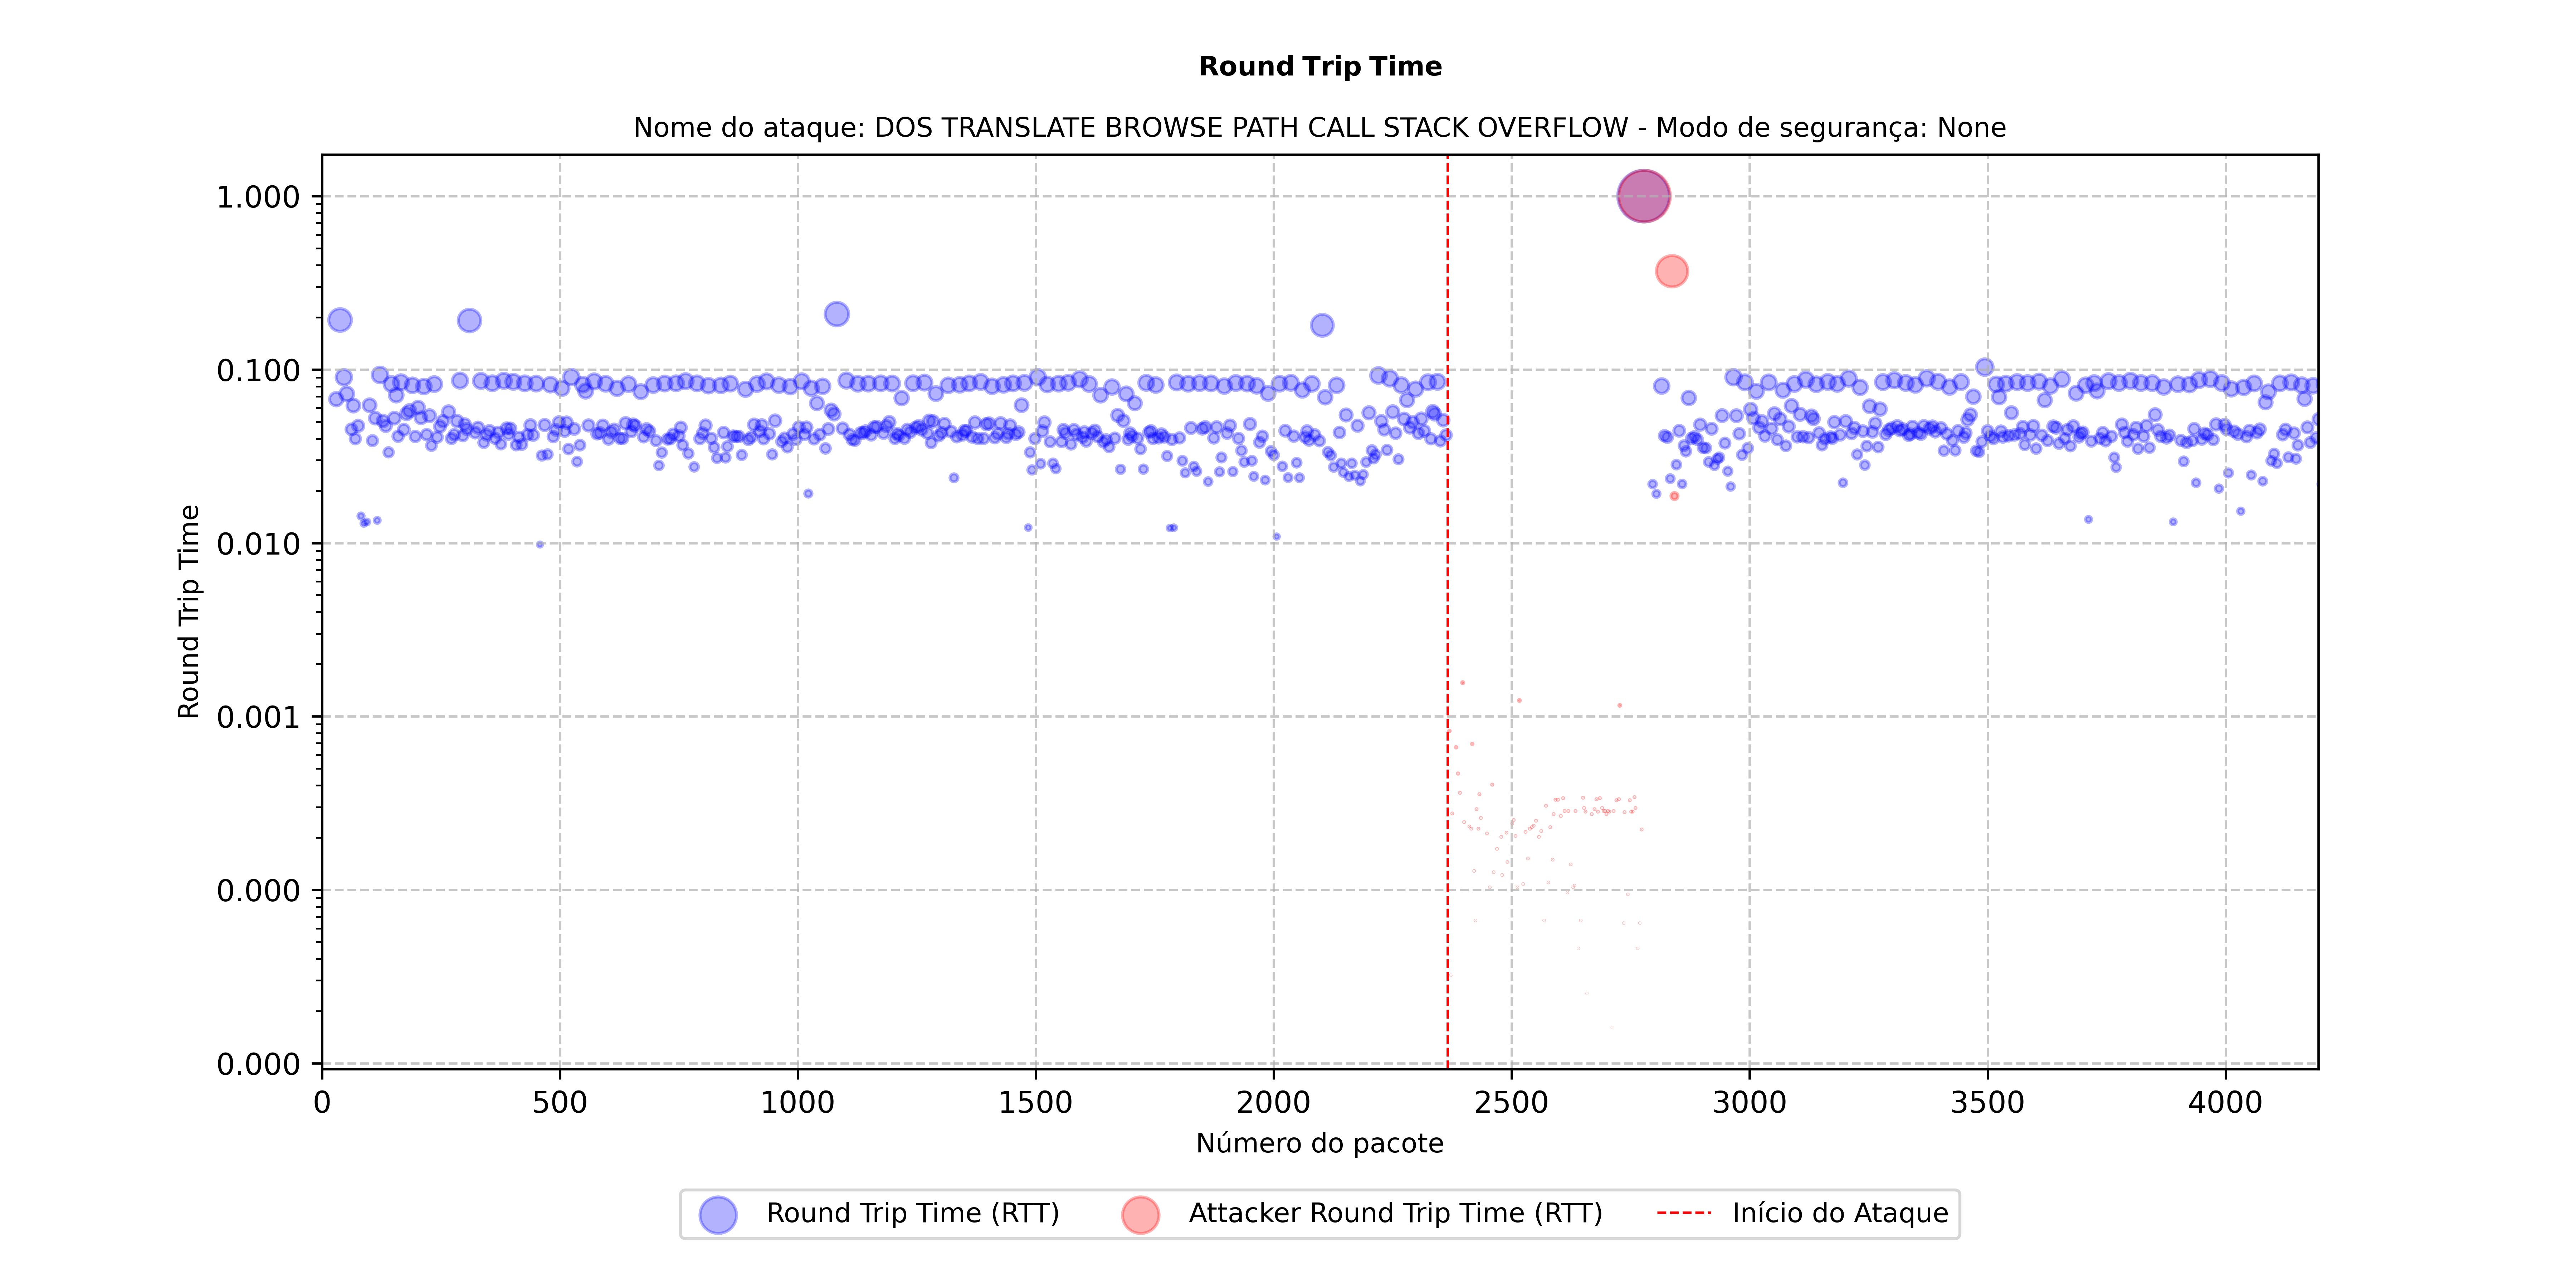 Round Trip Time
Nome do ataque: DOS TRANSLATE BROWSE PATH CALL STACK OVERFLOW - Modo de segurança: None
Round Trip Time
1.000
0.100
0.010
0.001
0.000
0.000
0 500 1000 1500 2000 2500 3000 3500 4000
Número do pacote
Round Trip Time (RTT) Attacker Round Trip Time (RTT) Início do Ataque